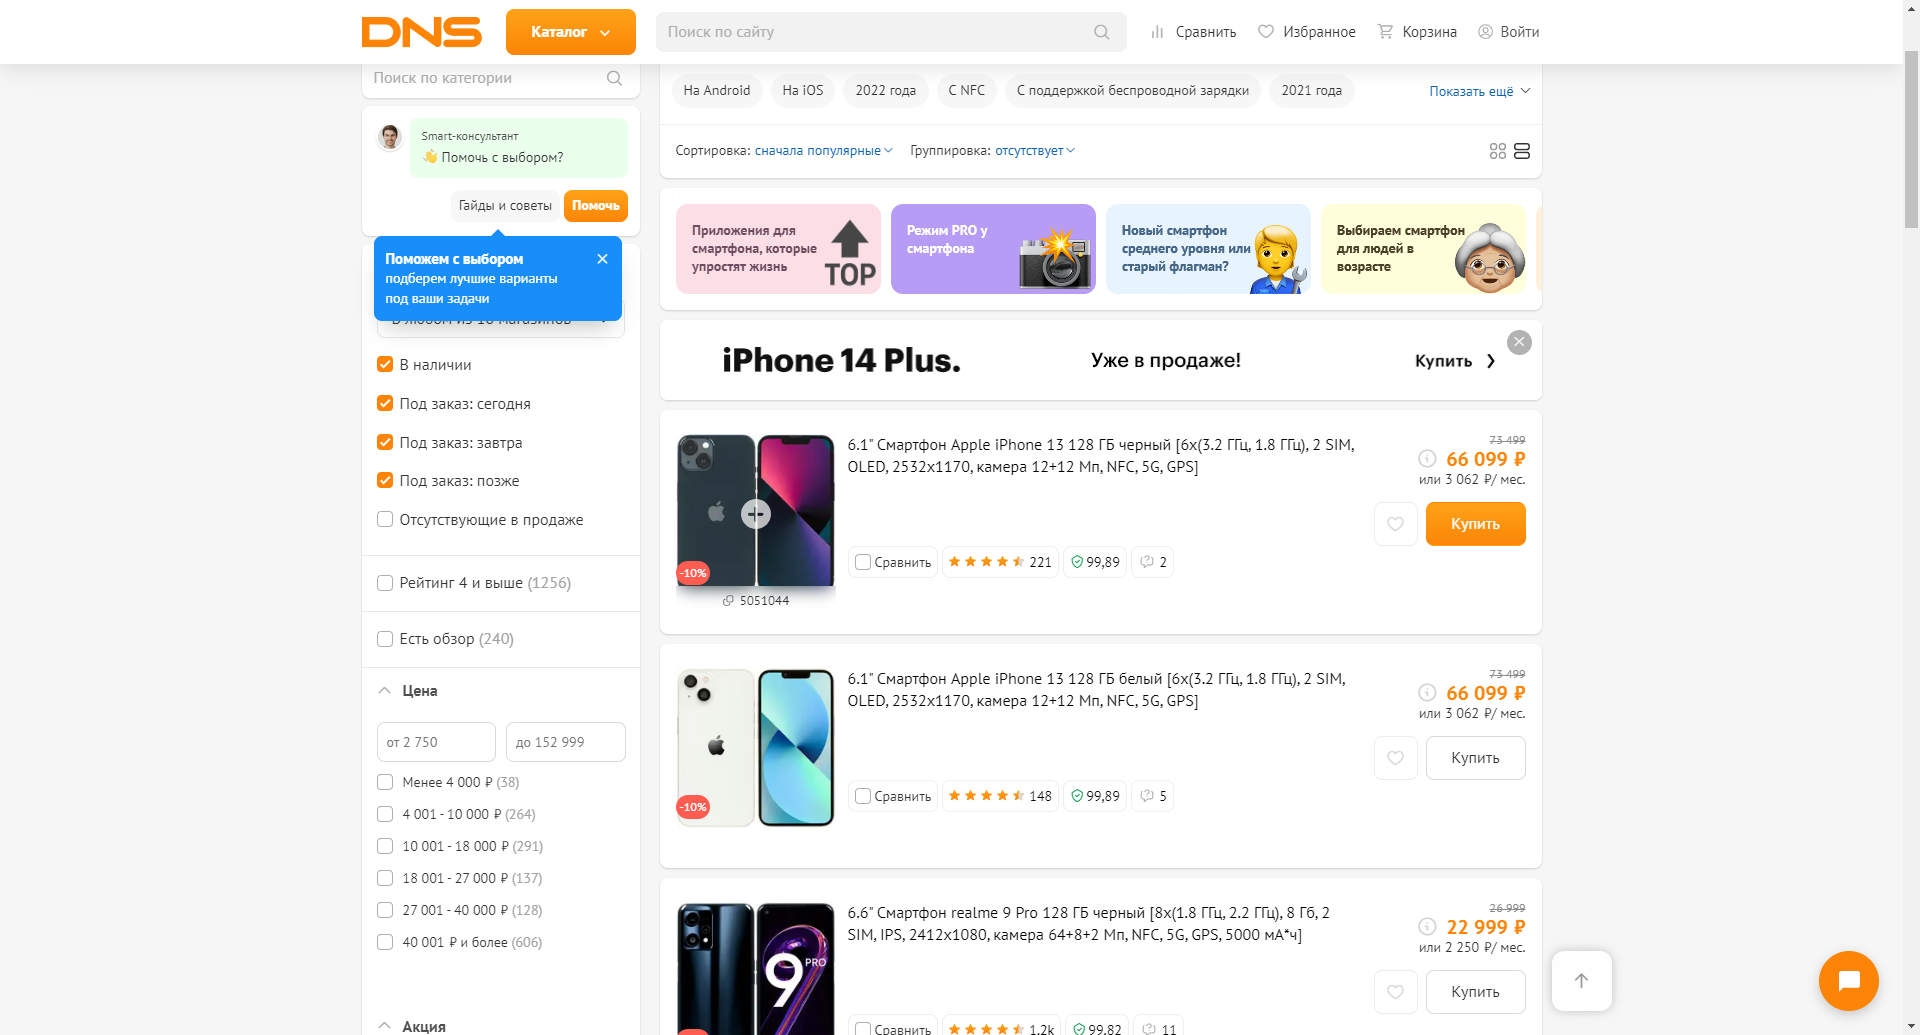 DNS
Каталог
Поиск по сайту
Сравнить
Избранное
Корзина
Войти
Поиск по категории
Smart-консультант
👋 Помочь с выбором?
Гайды и советы
Помочь
Поможем с выбором
подберем лучшие варианты
под ваши задачи
В наличии
Под заказ: сегодня
Под заказ: завтра
Под заказ: позже
Отсутствующие в продаже
Рейтинг 4 и выше (1256)
Есть обзор (240)
Цена
от 2 750
до 152 999
Менее 4 000 ₽ (38)
4 001 - 10 000 ₽ (264)
10 001 - 18 000 ₽ (291)
18 001 - 27 000 ₽ (137)
27 001 - 40 000 ₽ (128)
40 001 ₽ и более (606)
Акция
На Android
На iOS
2022 года
С NFC
С поддержкой беспроводной зарядки
2021 года
Показать ещё
Сортировка: сначала популярные
Группировка: отсутствует
Приложения для
смартфона, которые
упростят жизнь
TOP
Режим PRO у
смартфона
Новый смартфон
среднего уровня или
старый флагман?
Выбираем смартфон
для людей в
возрасте
iPhone 14 Plus.
Уже в продаже!
Купить
6.1" Смартфон Apple iPhone 13 128 ГБ черный [6x(3.2 ГГц, 1.8 ГГц), 2 SIM,
OLED, 2532x1170, камера 12+12 Мп, NFC, 5G, GPS]
73 499
66 099 ₽
или 3 062 ₽/ мес.
Купить
-10%
5051044
Сравнить
221
99,89
2
6.1" Смартфон Apple iPhone 13 128 ГБ белый [6x(3.2 ГГц, 1.8 ГГц), 2 SIM,
OLED, 2532x1170, камера 12+12 Мп, NFC, 5G, GPS]
73 499
66 099 ₽
или 3 062 ₽/ мес.
Купить
-10%
Сравнить
148
99,89
5
6.6" Смартфон realme 9 Pro 128 ГБ черный [8x(1.8 ГГц, 2.2 ГГц), 8 Гб, 2
SIM, IPS, 2412x1080, камера 64+8+2 Мп, NFC, 5G, GPS, 5000 мА*ч]
26 999
22 999 ₽
или 2 250 ₽/ мес.
Купить
9 PRO
Сравнить
1.2k
99,82
11